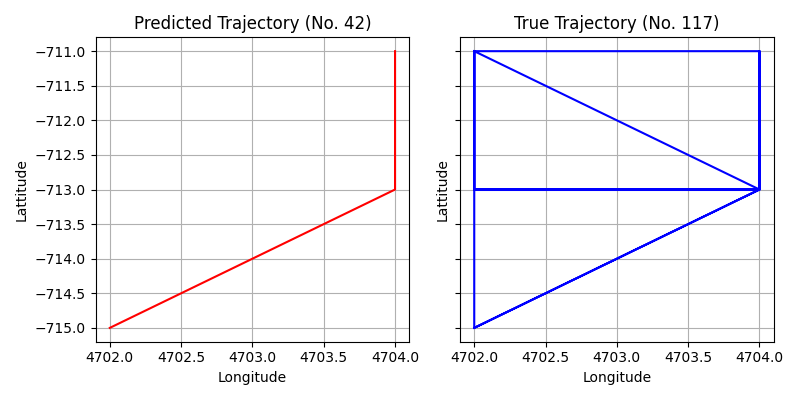 Predicted Trajectory (No. 42)
True Trajectory (No. 117)
−711.0
−711.5
−712.0
−712.5
−713.0
−713.5
−714.0
−714.5
−715.0
Lattitude
Lattitude
4702.0 4702.5 4703.0 4703.5 4704.0
4702.0 4702.5 4703.0 4703.5 4704.0
Longitude
Longitude